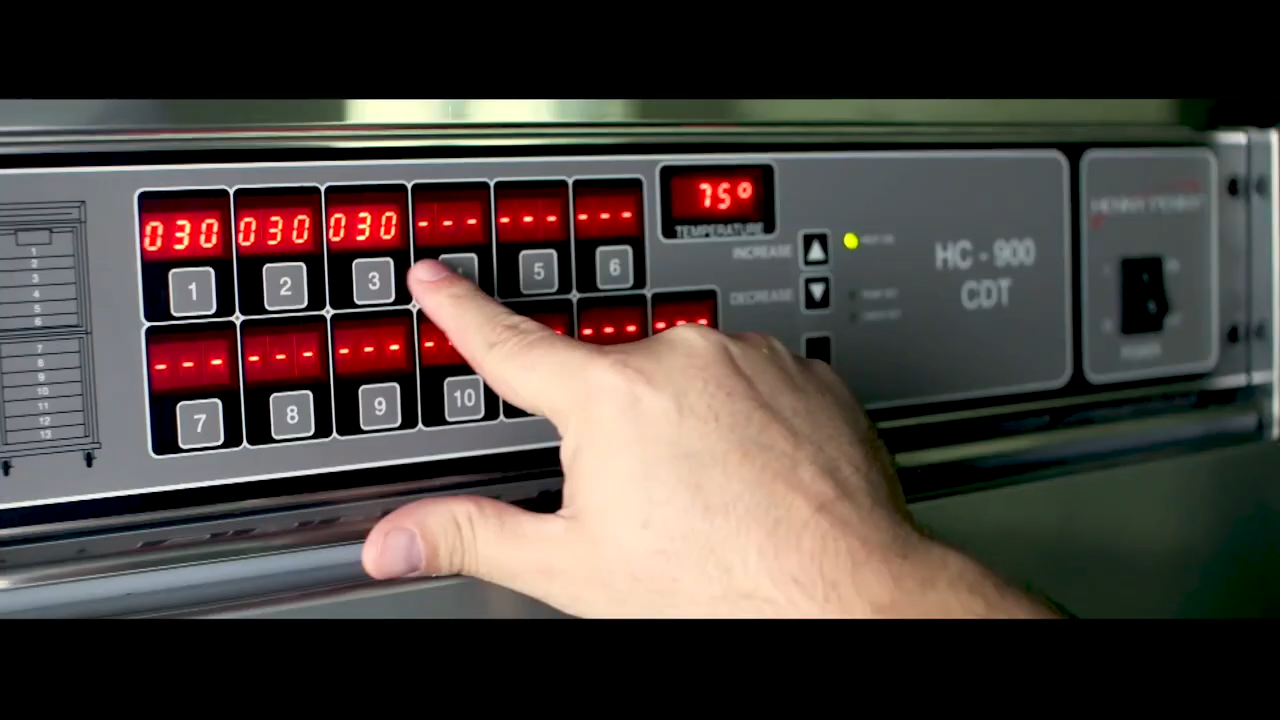 030 030 030 - - - - - - - - -
1 2 3 5 6
- - - - - - - - - - - - - - -
7 8 9 10
75°
TEMPERATURE
INCREASE
DECREASE
HC - 900
CDT
1
2
3
4
5
6
7
8
9
10
11
12
13